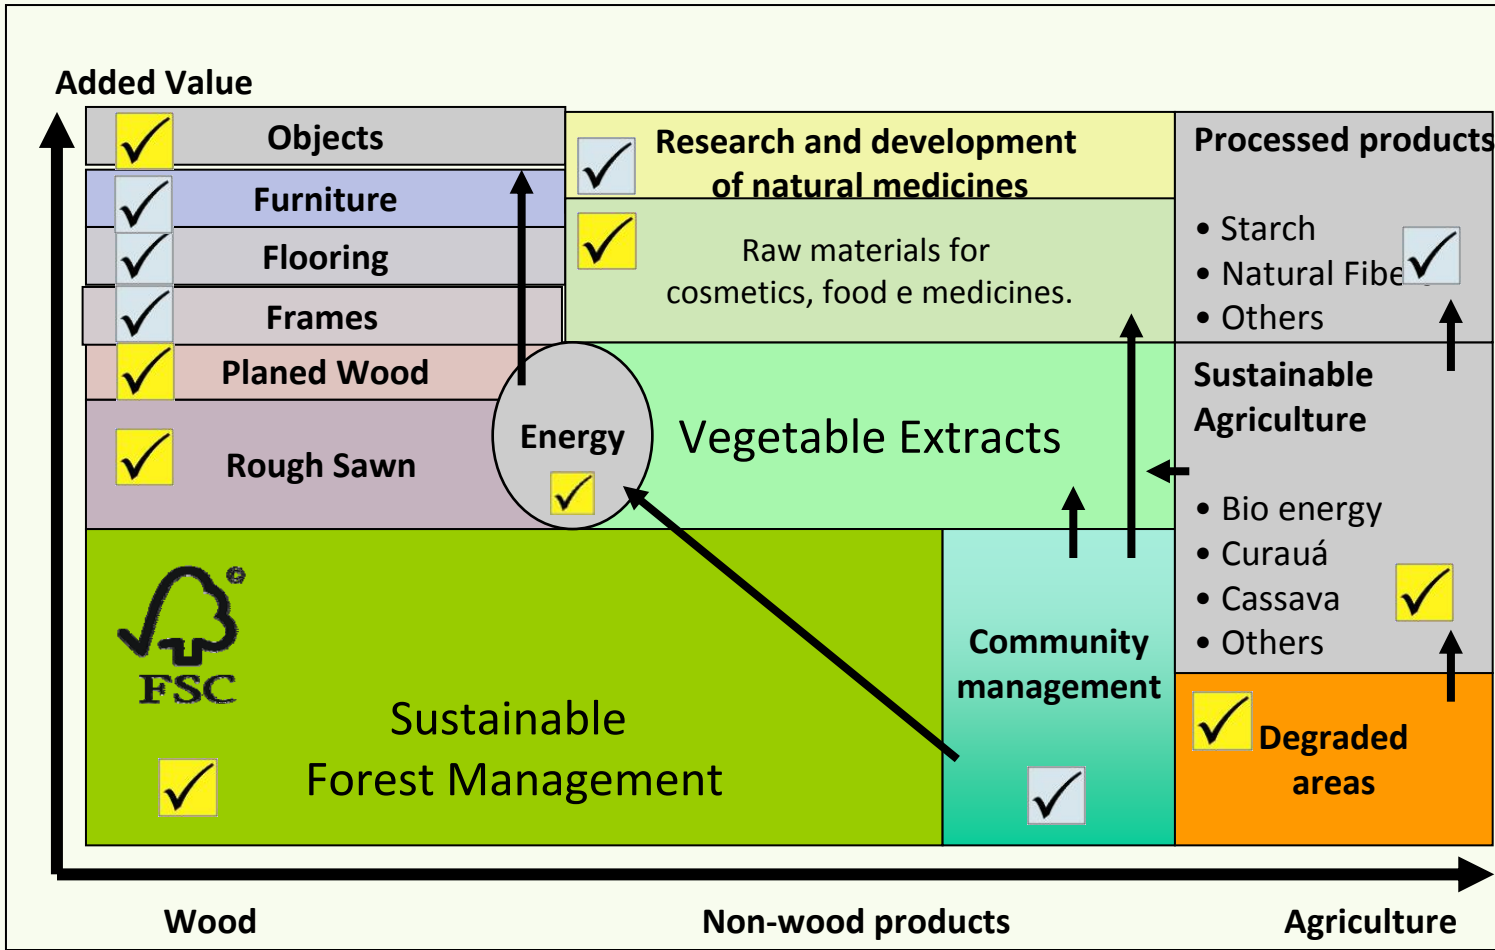 Added Value
Objects
Furniture
Flooring
Frames
Planed Wood
Rough Sawn
Energy
Research and development
of natural medicines
Raw materials for
cosmetics, food e medicines.
Vegetable Extracts
Processed products
• Starch
• Natural Fibe
• Others
Sustainable
Agriculture
• Bio energy
• Curauá
• Cassava
• Others
®
FSC
Sustainable
Forest Management
Community
management
Degraded
areas
Wood
Non-wood products
Agriculture